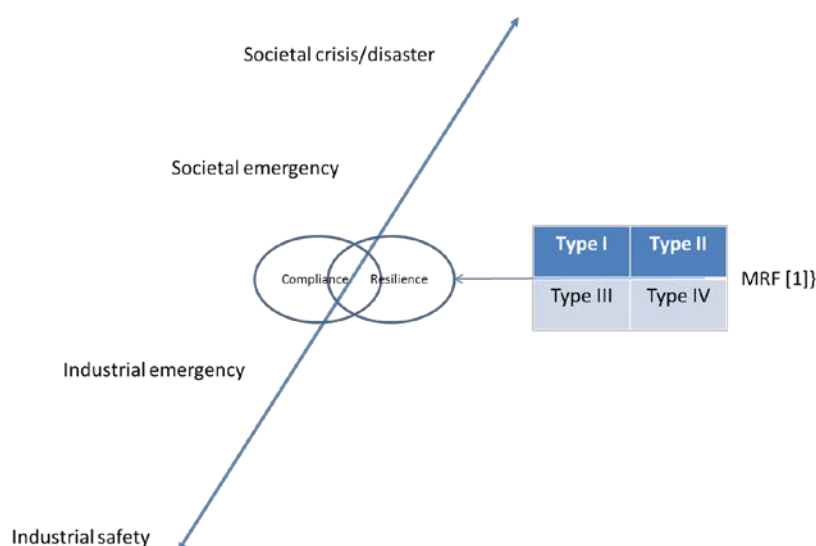 Societal crisis/disaster
Societal emergency
Type I Type II
Compliance Resilience
MRF [1]}
Type III Type IV
Industrial emergency
Industrial safety